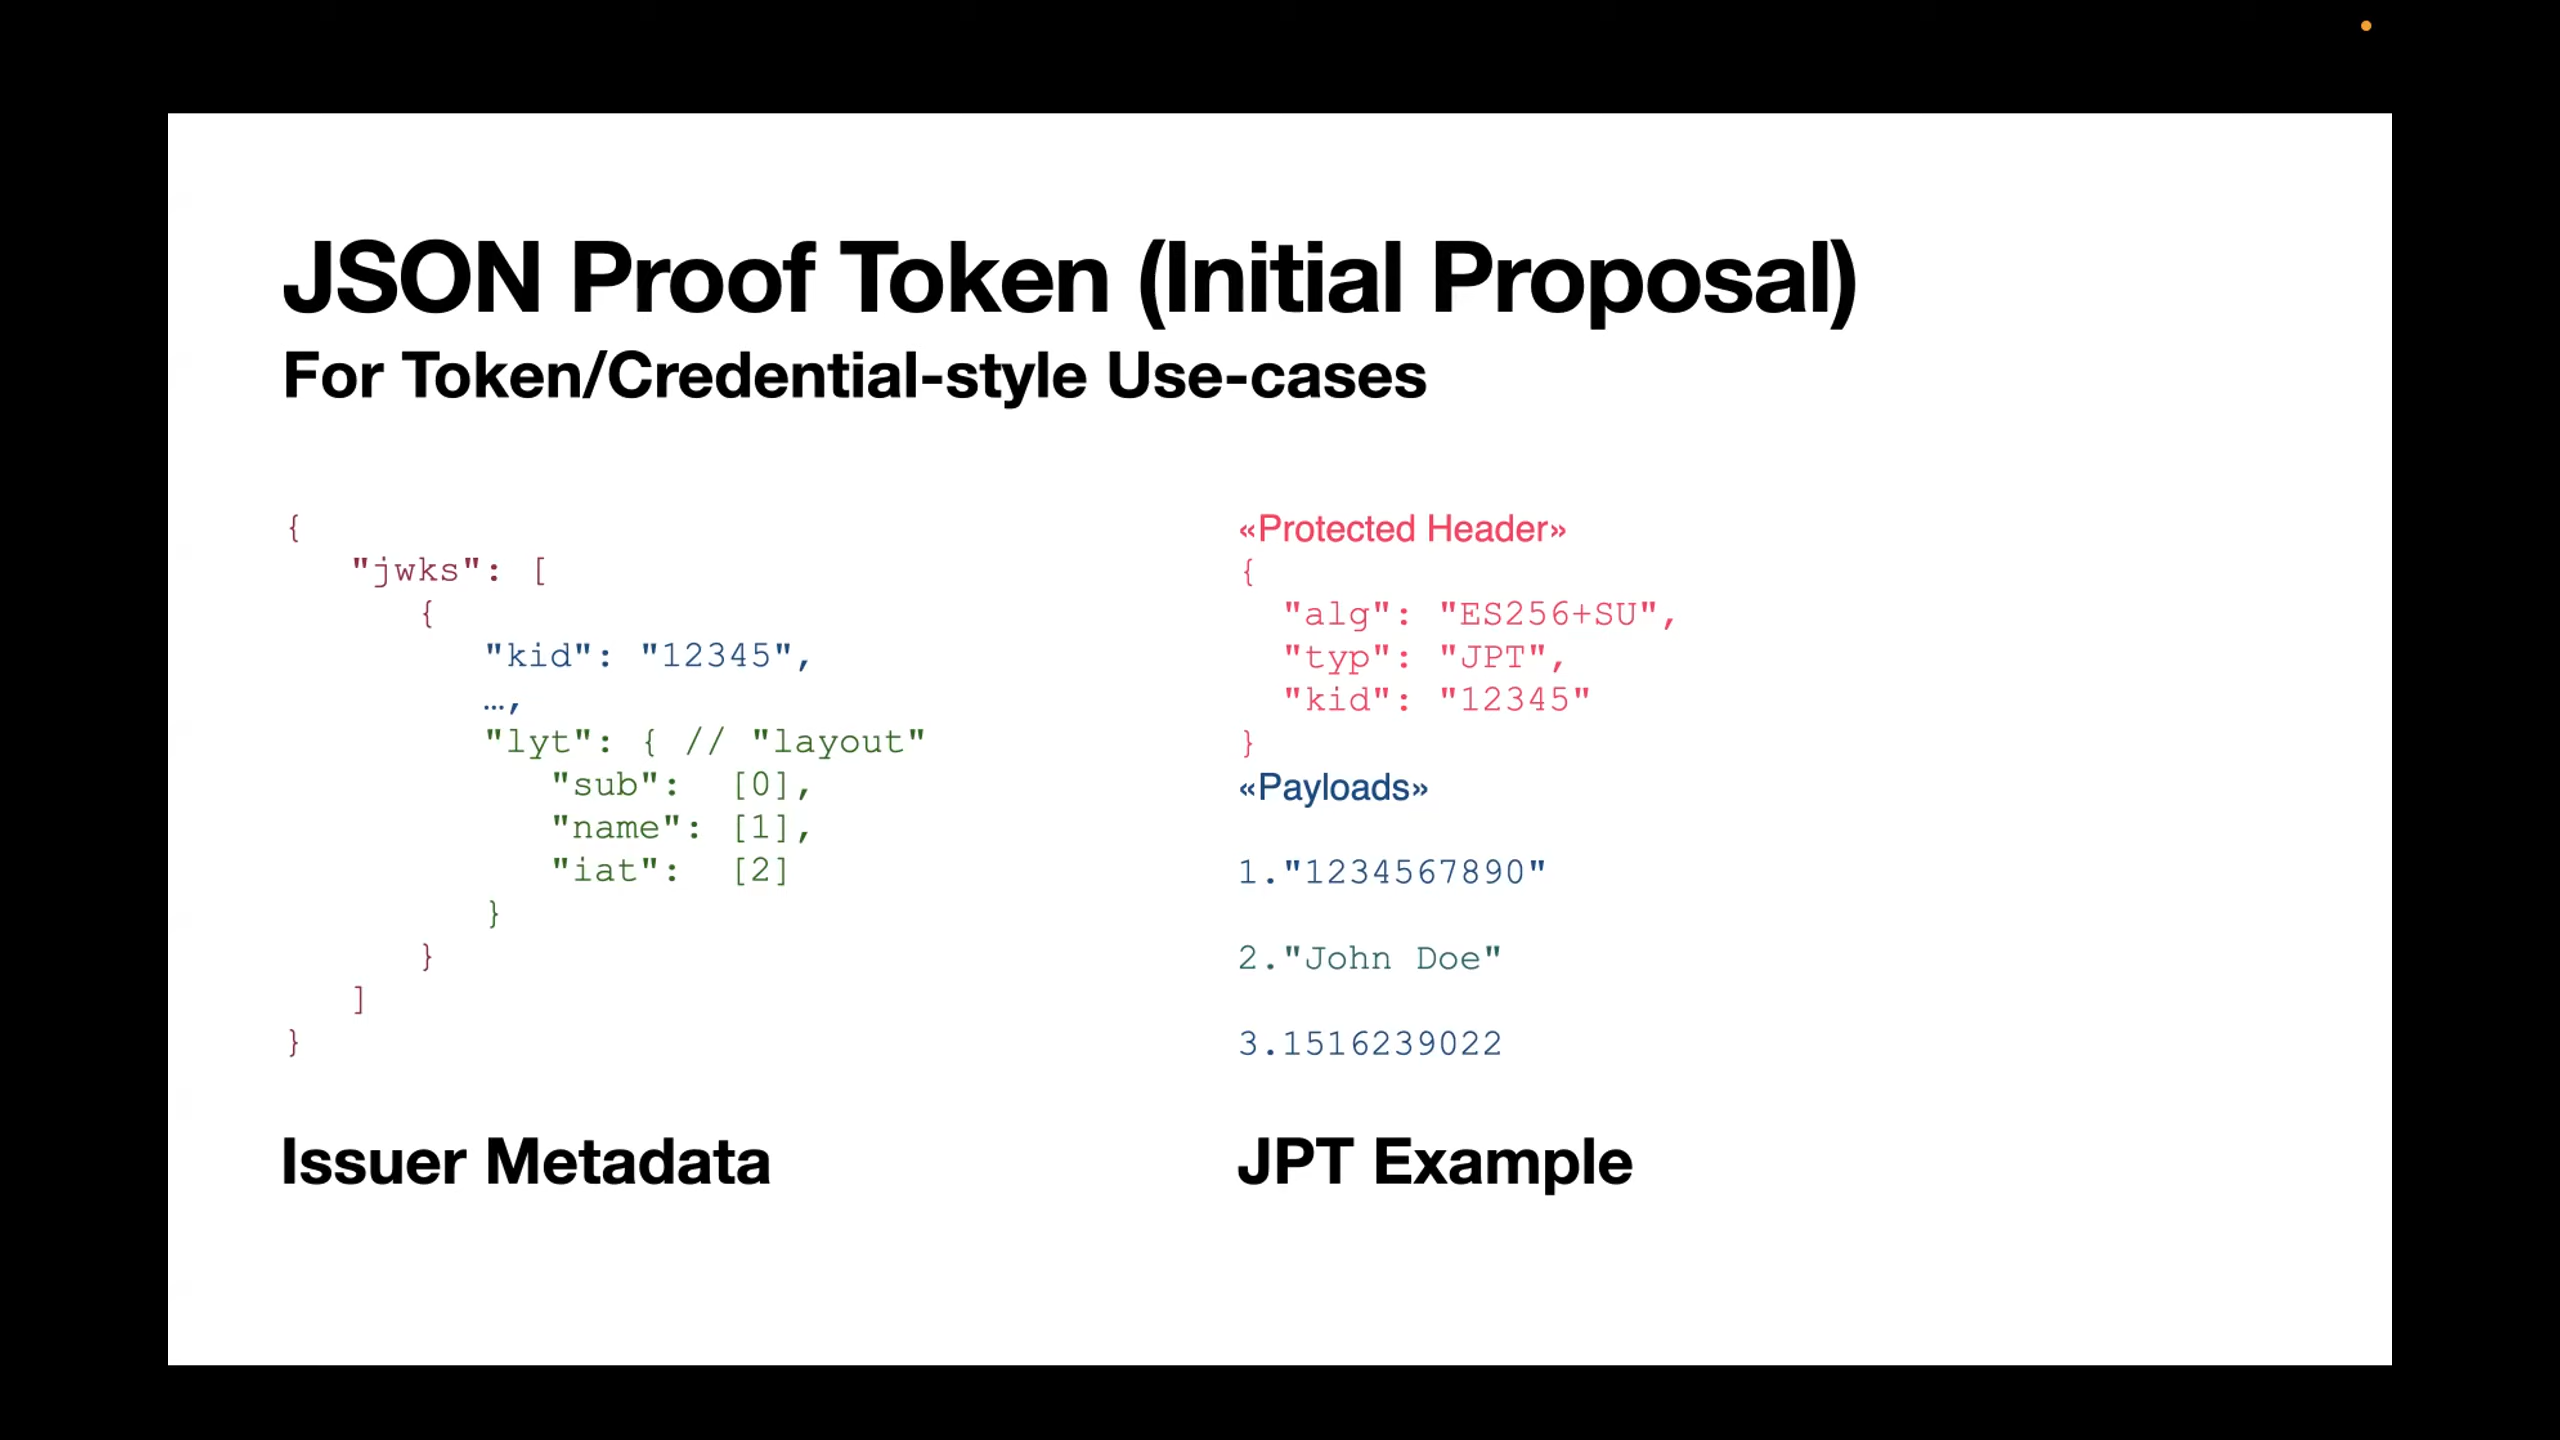 JSON Proof Token (Initial Proposal)
For Token/Credential-style Use-cases
{
"jwks": [
{
"kid": "12345",
…,
"lyt": { // "layout"
"sub": [0],
"name": [1],
"iat": [2]
}
}
]
}
Issuer Metadata
«Protected Header»
{
"alg": "ES256+SU",
"typ": "JPT",
"kid": "12345"
}
«Payloads»
1."1234567890"
2."John Doe"
3.1516239022
JPT Example